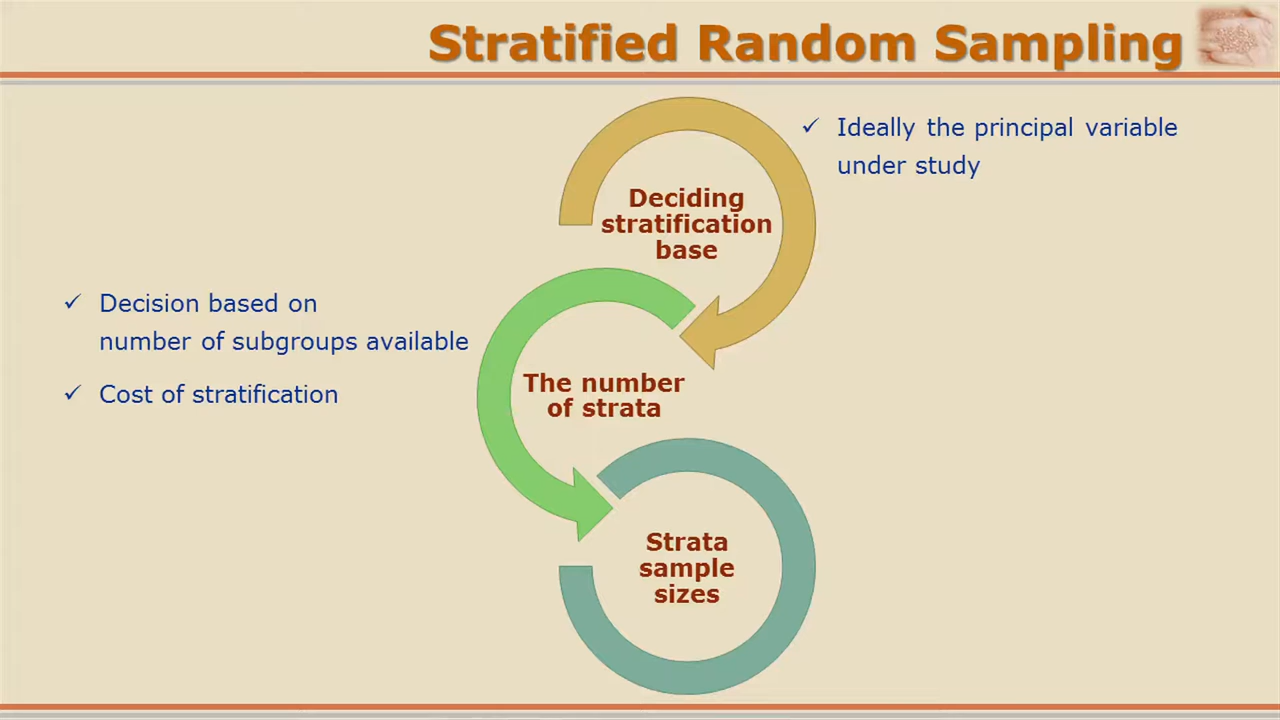 Stratified Random Sampling
✓ Ideally the principal variable
under study
Deciding
stratification
base
✓ Decision based on
number of subgroups available
✓ Cost of stratification
The number
of strata
Strata
sample
sizes